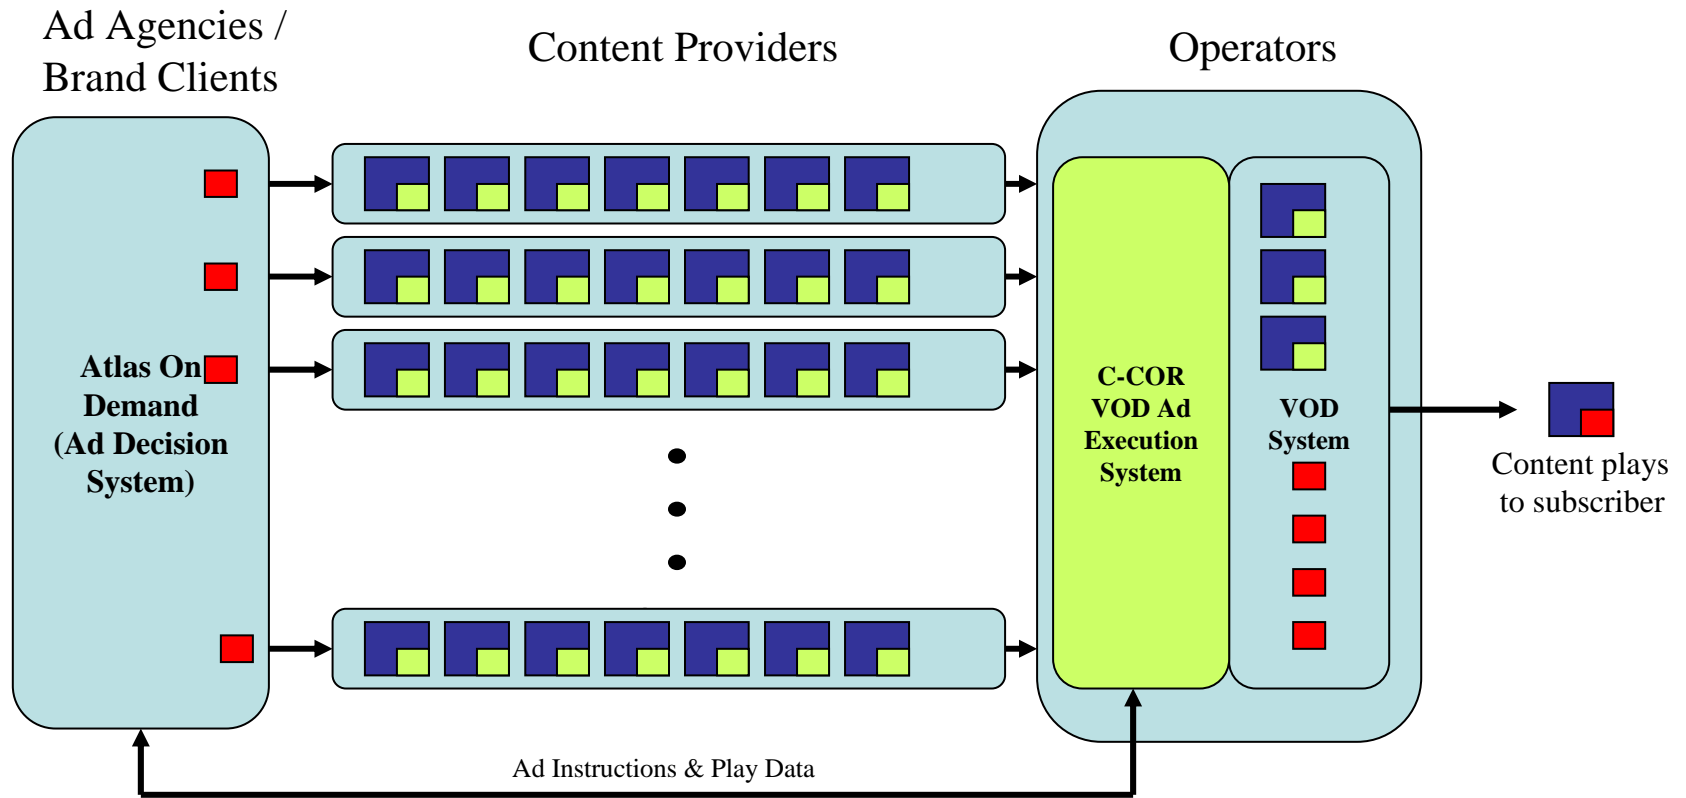 Ad Agencies /
Brand Clients
Content Providers
Operators
Atlas On
Demand
(Ad Decision
System)
C-COR
VOD Ad
Execution
System
VOD
System
Content plays
to subscriber
Ad Instructions & Play Data